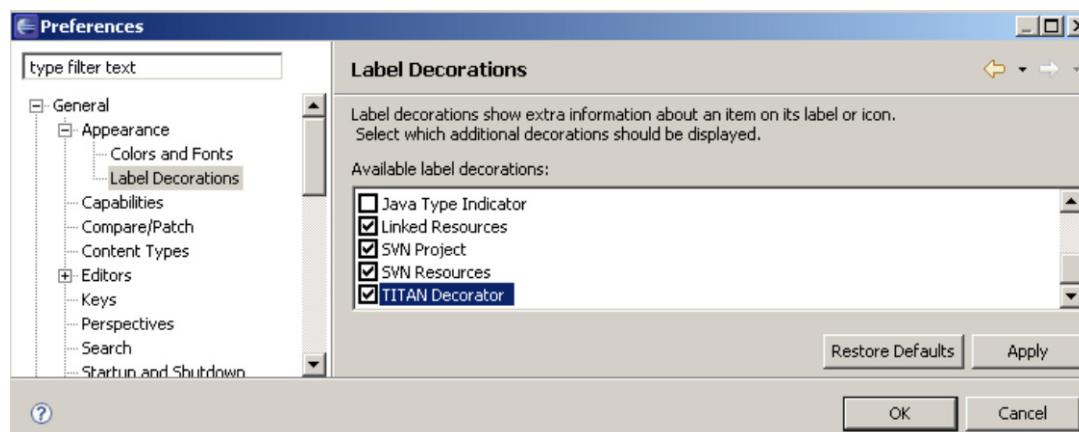 Preferences
type filter text
General
Appearance
Colors and Fonts
Label Decorations
Capabilities
Compare/Patch
Content Types
Editors
Keys
Perspectives
Search
Startup and Shutdown
Label Decorations
Label decorations show extra information about an item on its label or icon.
Select which additional decorations should be displayed.
Available label decorations:
Java Type Indicator
Linked Resources
SVN Project
SVN Resources
TITAN Decorator
Restore Defaults
Apply
?
OK
Cancel